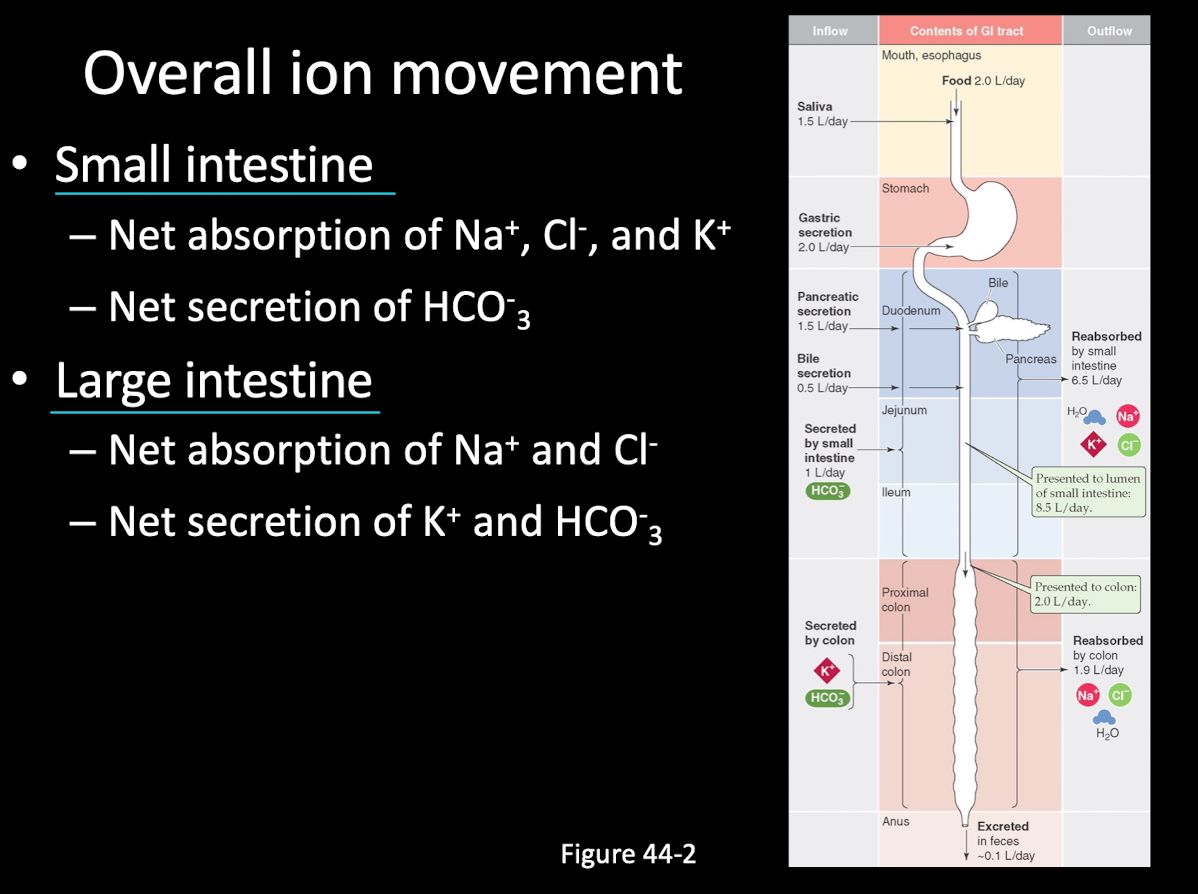 Overall ion movement
• Small intestine
– Net absorption of Na⁺, Cl⁻, and K⁺
– Net secretion of HCO⁻₃
• Large intestine
– Net absorption of Na⁺ and Cl⁻
– Net secretion of K⁺ and HCO⁻₃
Figure 44-2
Inflow
Contents of GI tract
Outflow
Mouth, esophagus
Food 2.0 L/day
Saliva
1.5 L/day
Stomach
Gastric
secretion
2.0 L/day
Bile
Pancreatic
secretion
1.5 L/day
Duodenum
Pancreas
Bile
secretion
0.5 L/day
Reabsorbed
by small
intestine
6.5 L/day
H₂O
Na⁺
K⁺
Cl⁻
Jejunum
Secreted
by small
intestine
1 L/day
HCO₃⁻
Presented to lumen
of small intestine:
8.5 L/day.
Ileum
Presented to colon:
2.0 L/day.
Proximal
colon
Secreted
by colon
K⁺
HCO₃⁻
Distal
colon
Reabsorbed
by colon
1.9 L/day
Na⁺
Cl⁻
H₂O
Anus
Excreted
in feces
~0.1 L/day